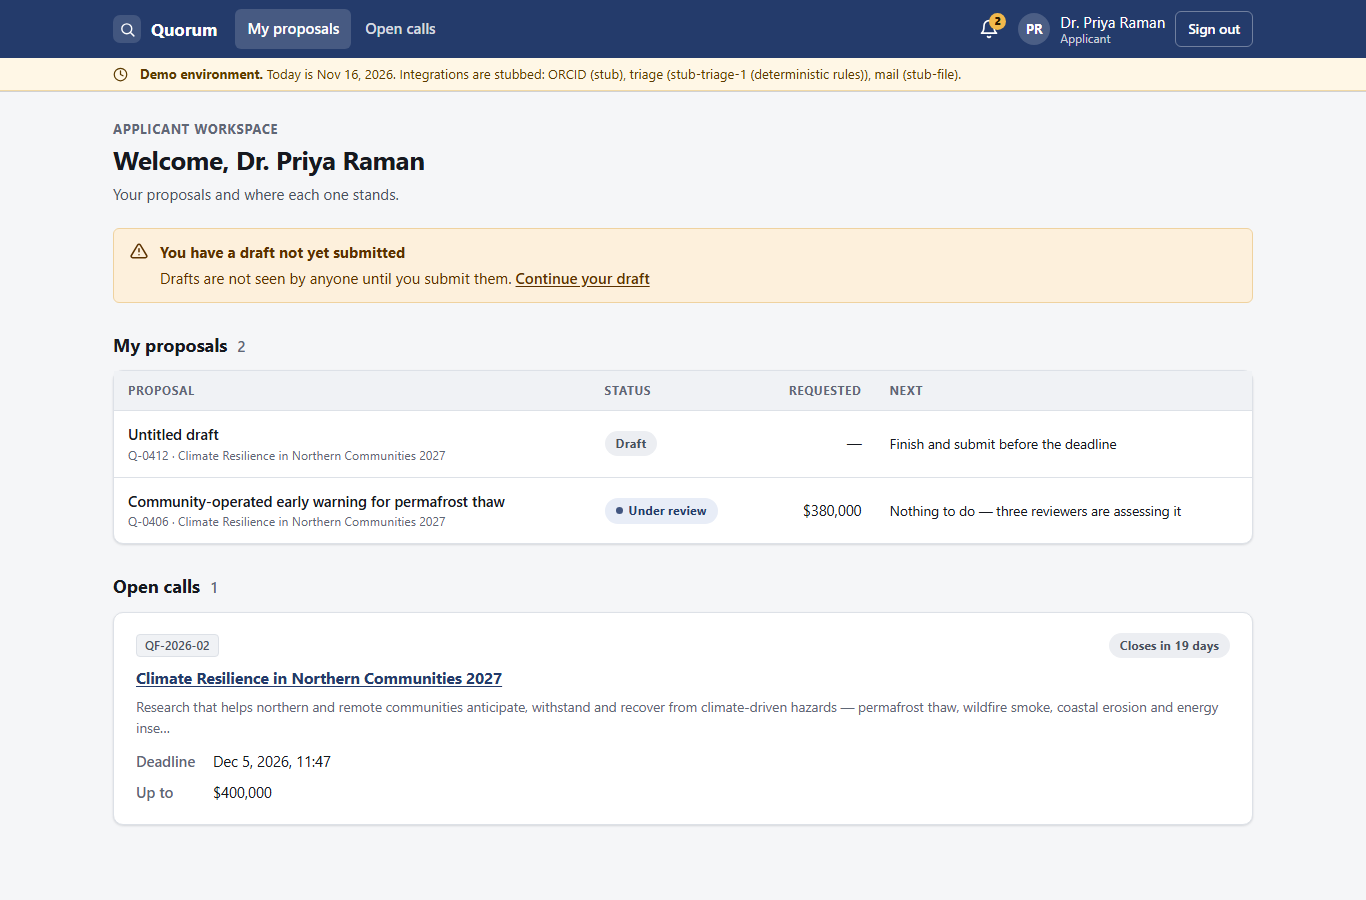 Quorum
My proposals
Open calls
2
PR
Dr. Priya Raman
Applicant
Sign out
Demo environment. Today is Nov 16, 2026. Integrations are stubbed: ORCID (stub), triage (stub-triage-1 (deterministic rules)), mail (stub-file).
APPLICANT WORKSPACE
Welcome, Dr. Priya Raman
Your proposals and where each one stands.
You have a draft not yet submitted
Drafts are not seen by anyone until you submit them. Continue your draft
My proposals 2
PROPOSAL STATUS REQUESTED NEXT
Untitled draft
Q-0412 · Climate Resilience in Northern Communities 2027
Draft
—
Finish and submit before the deadline
Community-operated early warning for permafrost thaw
Q-0406 · Climate Resilience in Northern Communities 2027
Under review
$380,000
Nothing to do — three reviewers are assessing it
Open calls 1
QF-2026-02
Closes in 19 days
Climate Resilience in Northern Communities 2027
Research that helps northern and remote communities anticipate, withstand and recover from climate-driven hazards — permafrost thaw, wildfire smoke, coastal erosion and energy
inse…
Deadline Dec 5, 2026, 11:47
Up to $400,000